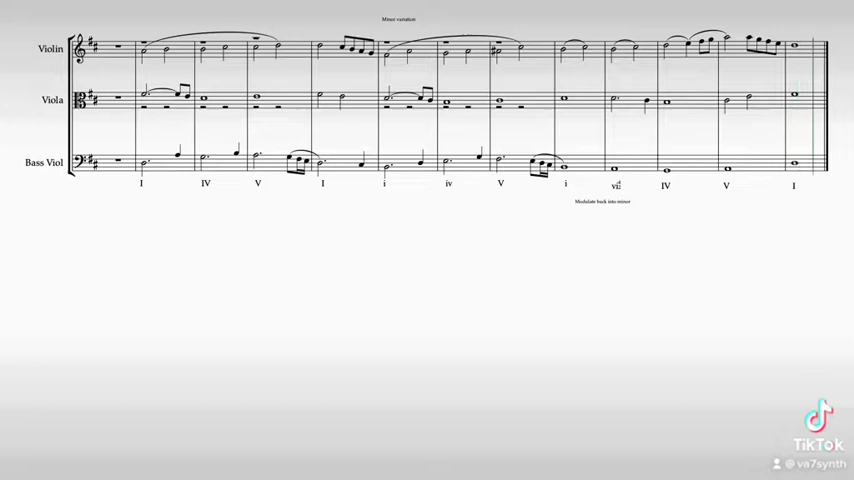 Minor variation
Violin
Viola
Bass Viol
I IV V I i iv V i IV V I
Modulate back into minor
TikTok
@va7synth